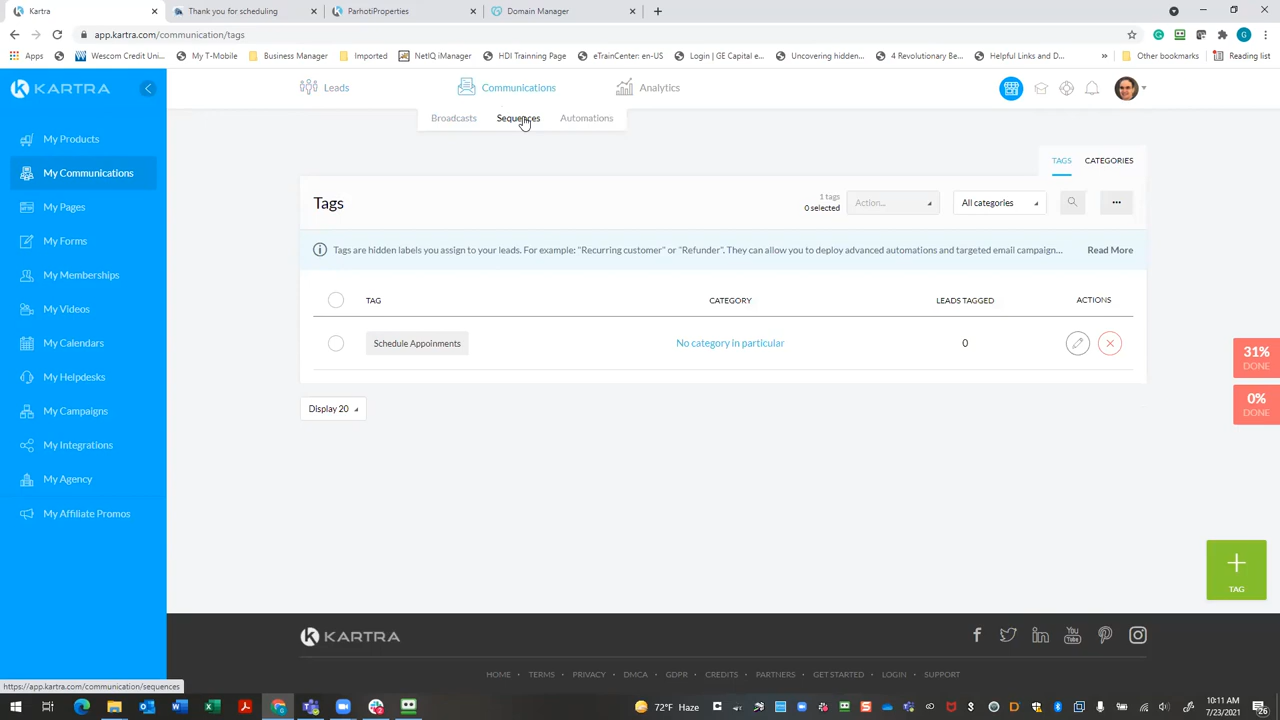 Kartra
Thank you for scheduling
ParhotiProperties
Domain Manager
app.kartra.com/communication/tags
Apps
Wescom Credit Uni...
My T-Mobile
Business Manager
Imported
NetIQ iManager
HDI Training Page
eTrainCenter: en-US
Login | GE Capital e...
Uncovering hidden...
4 Revolutionary Be...
Helpful Links and D...
»
Other bookmarks
Reading list
KARTRA
Leads
Communications
Analytics
Broadcasts
Sequences
Automations
My Products
My Communications
My Pages
My Forms
My Memberships
My Videos
My Calendars
My Helpdesks
My Campaigns
My Integrations
My Agency
My Affiliate Promos
TAGS
CATEGORIES
Tags
1 tags
0 selected
Action...
All categories
Tags are hidden labels you assign to your leads. For example: "Recurring customer" or "Refunder". They can allow you to deploy advanced automations and targeted email campaign...
Read More
TAG
CATEGORY
LEADS TAGGED
ACTIONS
Schedule Appoinments
No category in particular
0
Display 20
31%
DONE
0%
DONE
+
TAG
KARTRA
HOME · TERMS · PRIVACY · DMCA · GDPR · CREDITS · PARTNERS · GET STARTED · LOGIN · SUPPORT
https://app.kartra.com/communication/sequences
72°F Haze
10:11 AM
7/23/2021
26